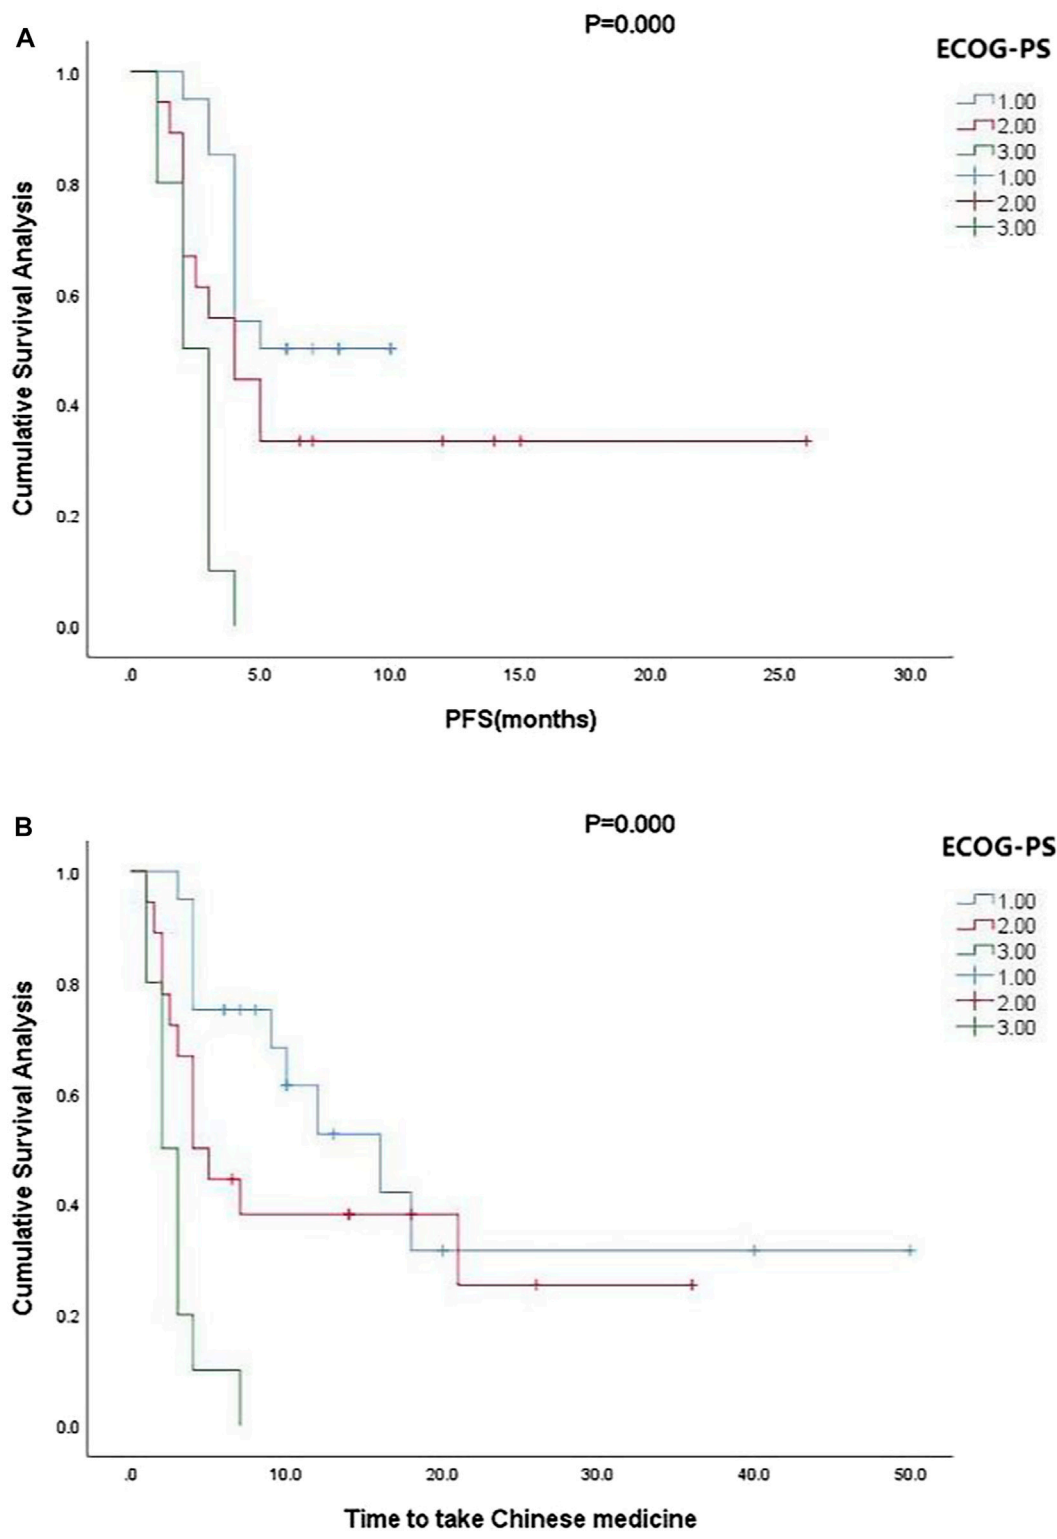 A
P=0.000
ECOG-PS
1.00
2.00
3.00
1.00
2.00
3.00
Cumulative Survival Analysis
1.0
0.8
0.6
0.4
0.2
0.0
.0 5.0 10.0 15.0 20.0 25.0 30.0
PFS(months)
B
P=0.000
ECOG-PS
1.00
2.00
3.00
1.00
2.00
3.00
Cumulative Survival Analysis
1.0
0.8
0.6
0.4
0.2
0.0
.0 10.0 20.0 30.0 40.0 50.0
Time to take Chinese medicine